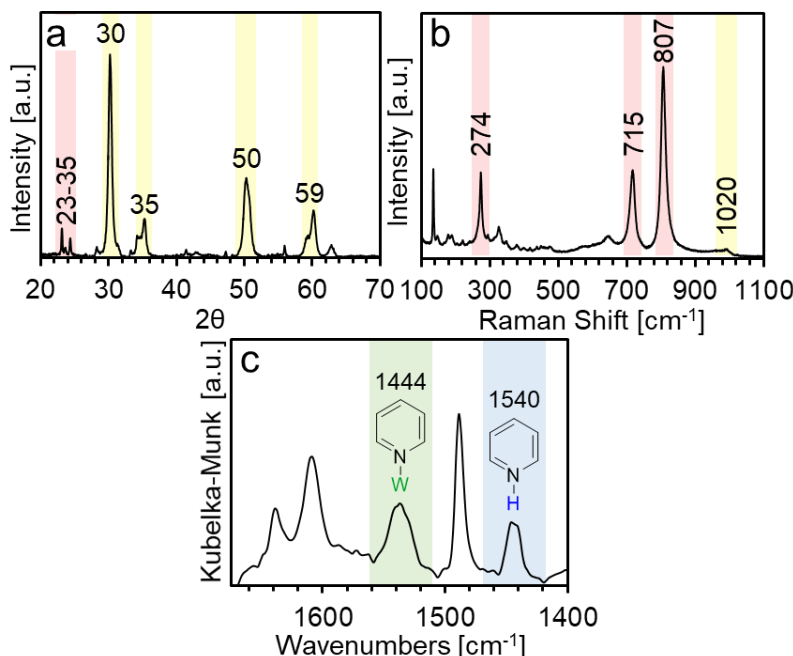 a
30
23-35
35
50
59
Intensity [a.u.]
20 30 40 50 60 70
2θ
b
274
715
807
1020
Intensity [a.u.]
100 300 500 700 900 1100
Raman Shift [cm⁻¹]
c
1444
N
W
1540
N
H
Kubelka-Munk [a.u.]
1600 1500 1400
Wavenumbers [cm⁻¹]